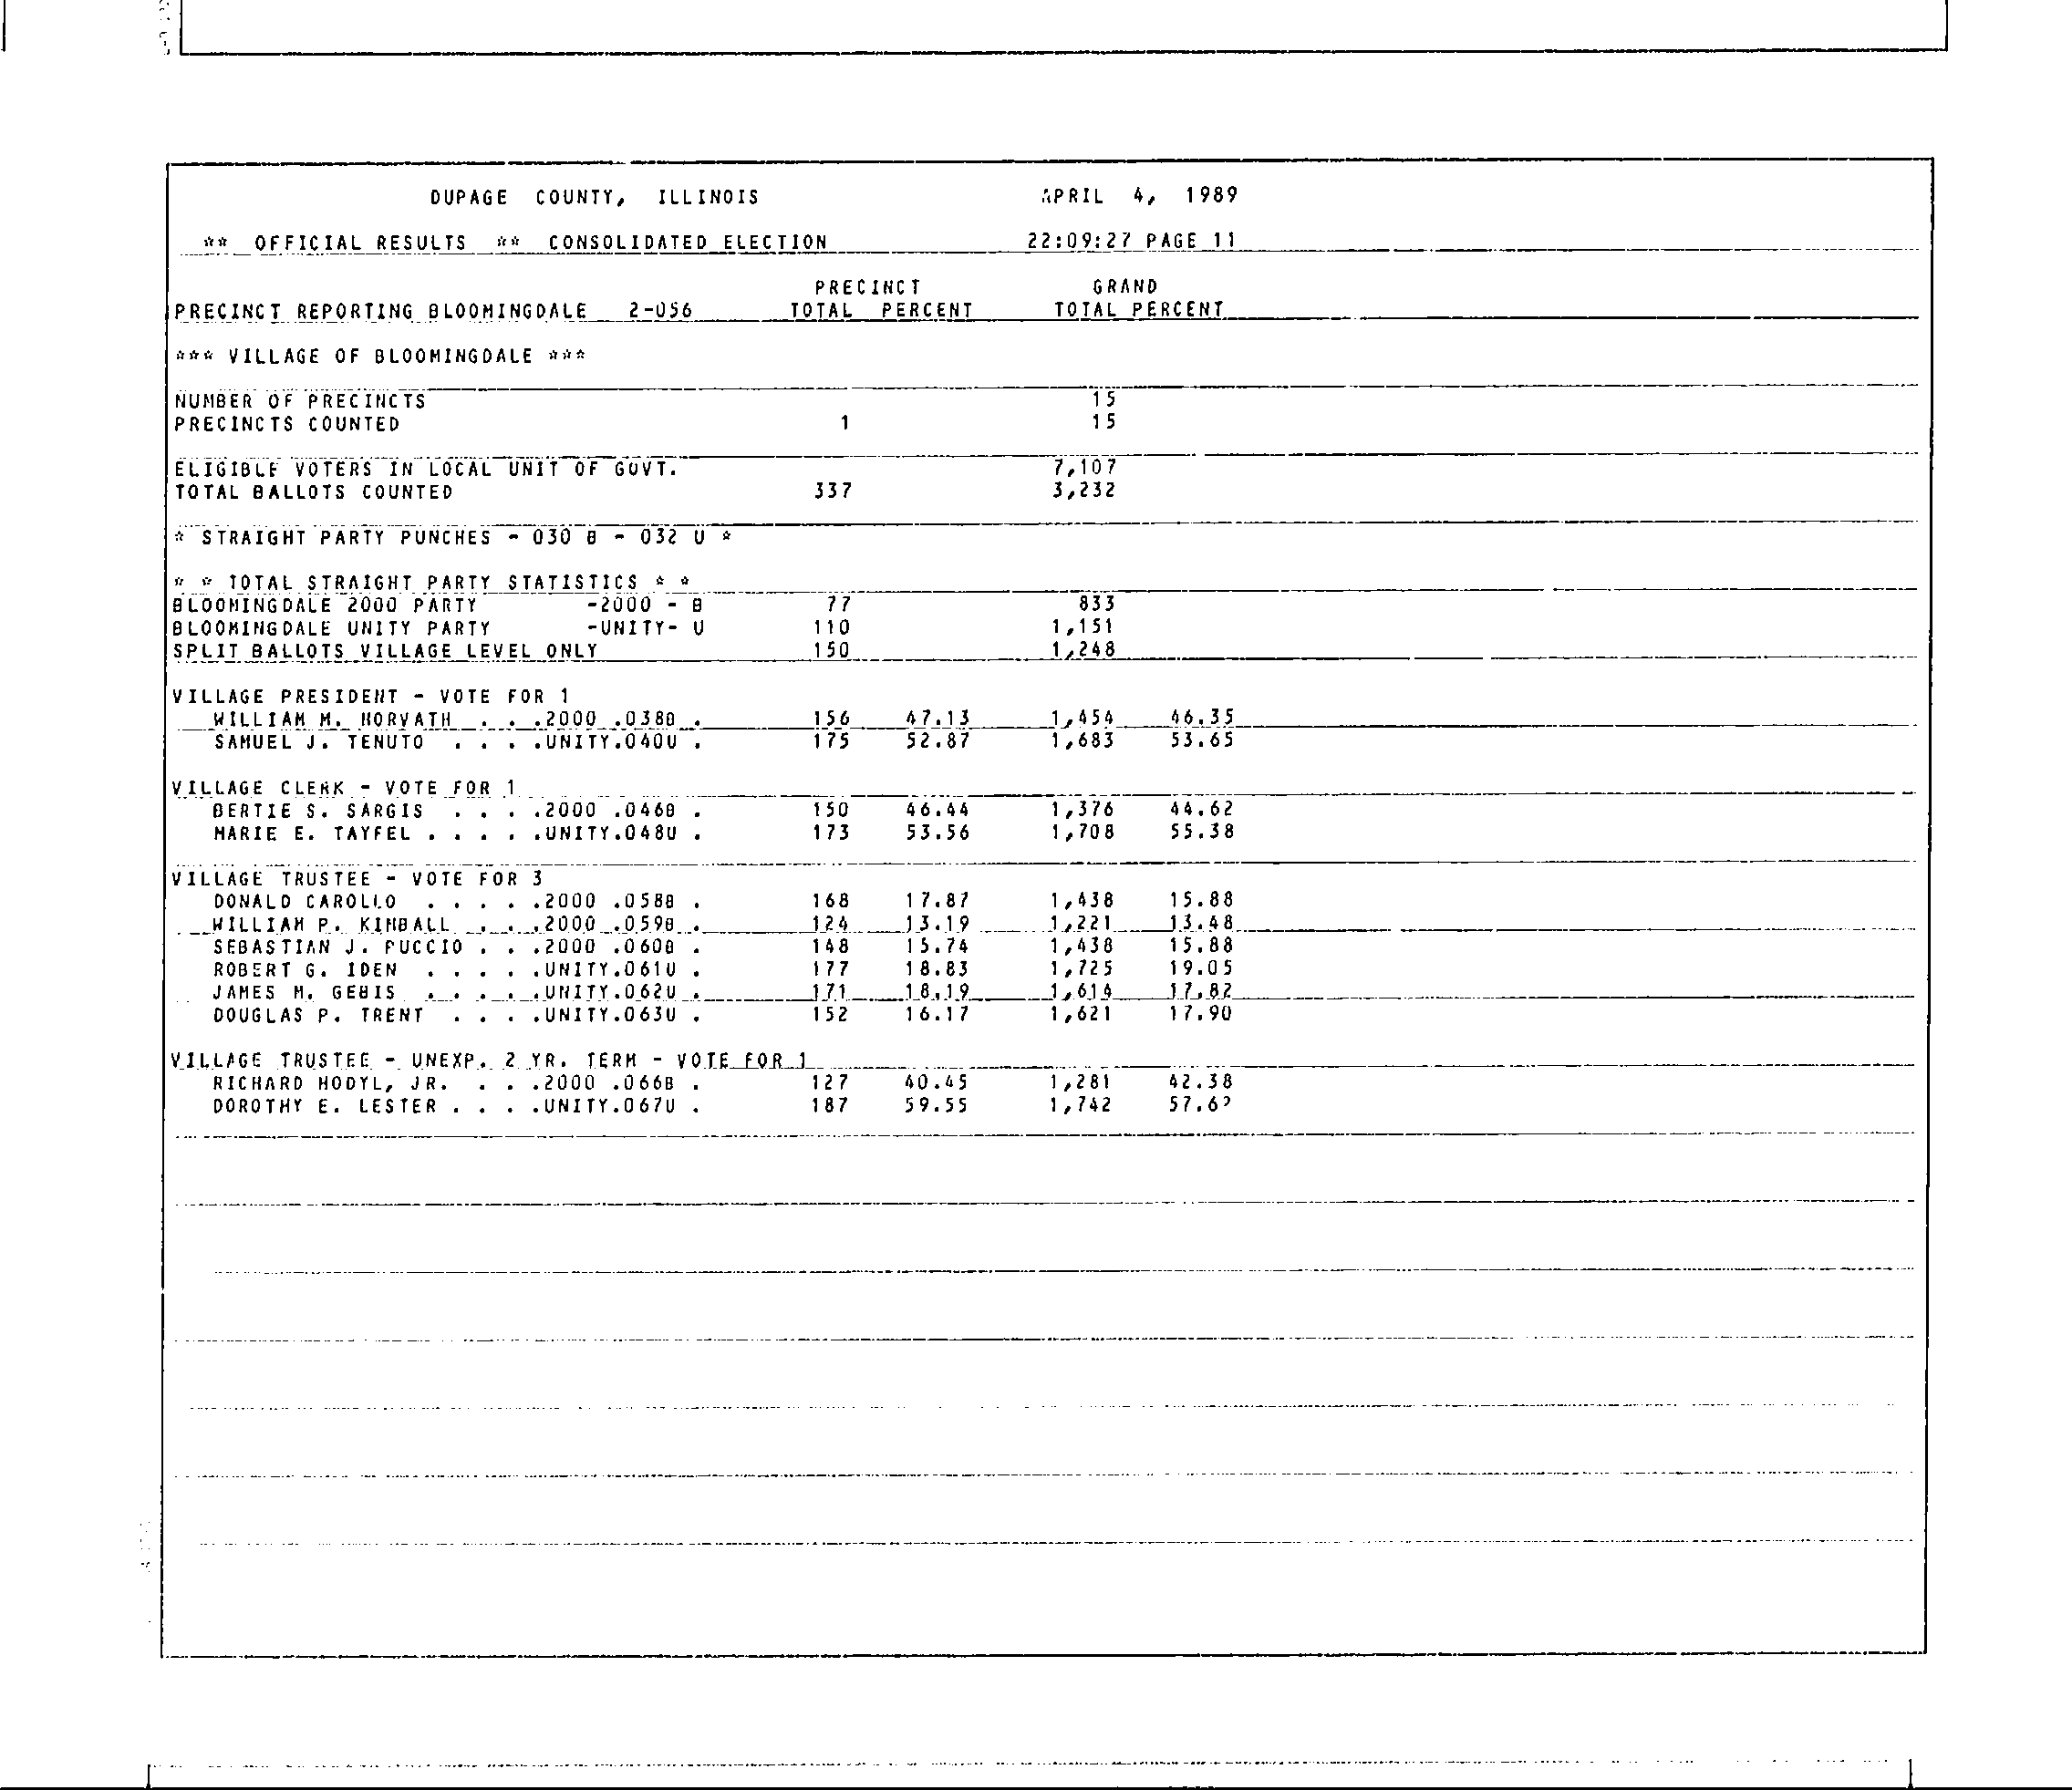 DUPAGE COUNTY, ILLINOIS APRIL 4, 1989
** OFFICIAL RESULTS ** CONSOLIDATED ELECTION 22:09:27 PAGE 11
PRECINCT GRAND
PRECINCT REPORTING BLOOMINGDALE 2-056 TOTAL PERCENT TOTAL PERCENT
*** VILLAGE OF BLOOMINGDALE ***
NUMBER OF PRECINCTS 15
PRECINCTS COUNTED 1 15
ELIGIBLE VOTERS IN LOCAL UNIT OF GOVT. 7,107
TOTAL BALLOTS COUNTED 337 3,232
* STRAIGHT PARTY PUNCHES - 030 B - 032 U *
* * TOTAL STRAIGHT PARTY STATISTICS * *
BLOOMINGDALE 2000 PARTY -2000 - B 77 833
BLOOMINGDALE UNITY PARTY -UNITY- U 110 1,151
SPLIT BALLOTS VILLAGE LEVEL ONLY 150 1,248
VILLAGE PRESIDENT - VOTE FOR 1
WILLIAM M. HORVATH . . .2000 .038B . 156 47.13 1,454 46.35
SAMUEL J. TENUTO . . . .UNITY.040U . 175 52.87 1,683 53.65
VILLAGE CLERK - VOTE FOR 1
BERTIE S. SARGIS . . . .2000 .046B . 150 46.44 1,376 44.62
MARIE E. TAYFEL . . . . .UNITY.048U . 173 53.56 1,708 55.38
VILLAGE TRUSTEE - VOTE FOR 3
DONALD CAROLLO . . . . .2000 .058B . 168 17.87 1,438 15.88
WILLIAM P. KIMBALL . . .2000 .059B . 124 13.19 1,221 13.48
SEBASTIAN J. PUCCIO . . .2000 .060B . 148 15.74 1,438 15.88
ROBERT G. IDEN . . . . .UNITY.061U . 177 18.83 1,725 19.05
JAMES M. GEBIS . . . . .UNITY.062U . 171 18.19 1,614 17.82
DOUGLAS P. TRENT . . . .UNITY.063U . 152 16.17 1,621 17.90
VILLAGE TRUSTEE - UNEXP. 2 YR. TERM - VOTE FOR 1
RICHARD HODYL, JR. . . .2000 .066B . 127 40.45 1,281 42.38
DOROTHY E. LESTER . . . .UNITY.067U . 187 59.55 1,742 57.62